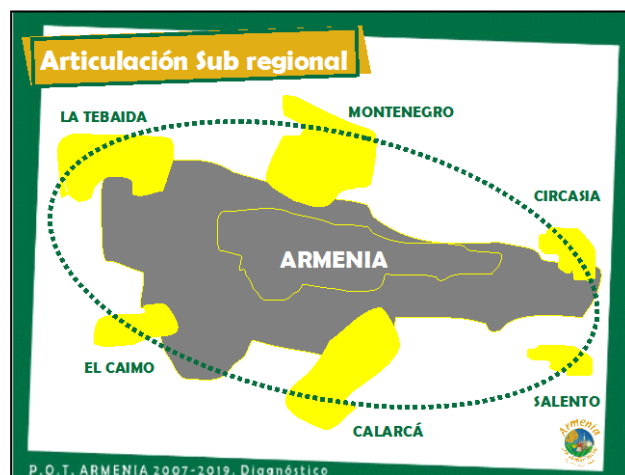 Articulación Sub regional
LA TEBAIDA
MONTENEGRO
CIRCASIA
ARMENIA
EL CAIMO
CALARCÁ
SALENTO
Armenia
P.O.T. ARMENIA 2007-2019. Diagnóstico